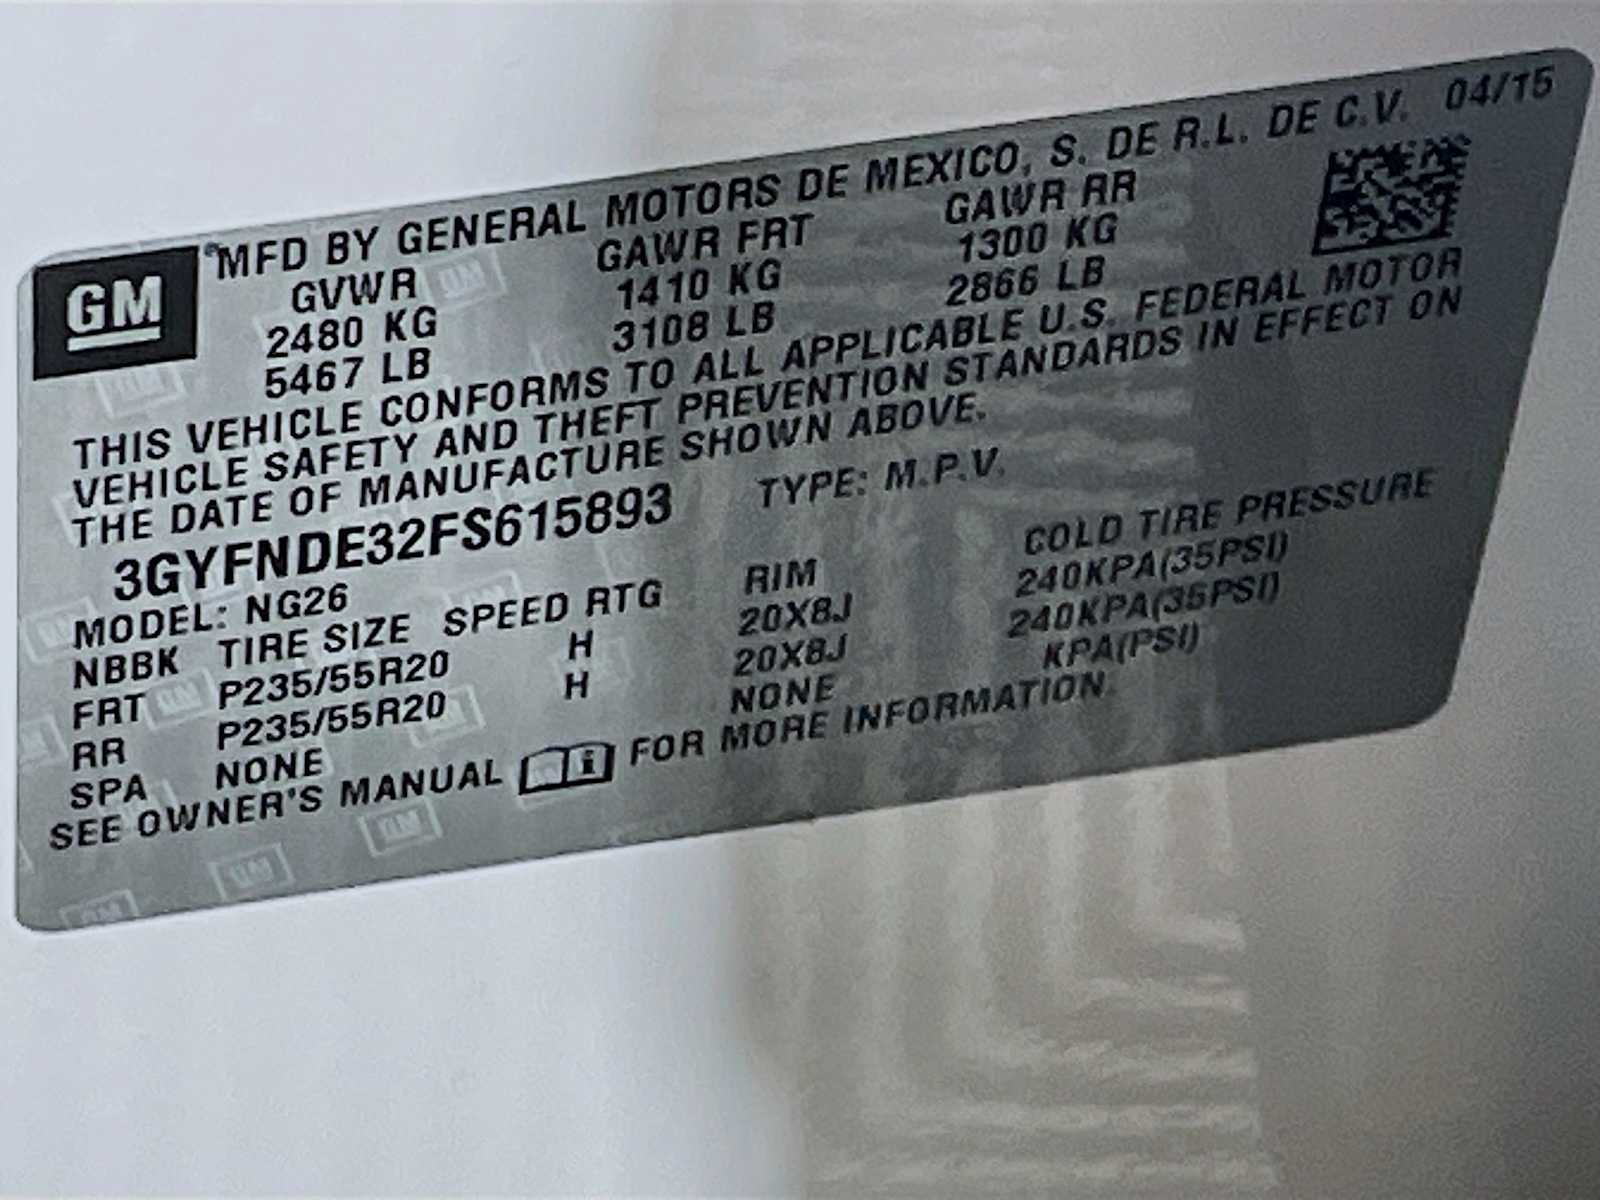 GM
MFD BY GENERAL MOTORS DE MEXICO, S. DE R.L. DE C.V. 04/15
GVWR GAWR FRT GAWR RR
2480 KG 1410 KG 1300 KG
5467 LB 3108 LB 2866 LB
THIS VEHICLE CONFORMS TO ALL APPLICABLE U.S. FEDERAL MOTOR
VEHICLE SAFETY AND THEFT PREVENTION STANDARDS IN EFFECT ON
THE DATE OF MANUFACTURE SHOWN ABOVE.
3GYFNDE32FS615893 TYPE: M.P.V.
MODEL: NG26
NBBK TIRE SIZE SPEED RTG RIM COLD TIRE PRESSURE
FRT P235/55R20 H 20X8J 240KPA(35PSI)
RR P235/55R20 H 20X8J 240KPA(35PSI)
SPA NONE NONE KPA(PSI)
SEE OWNER'S MANUAL i FOR MORE INFORMATION.